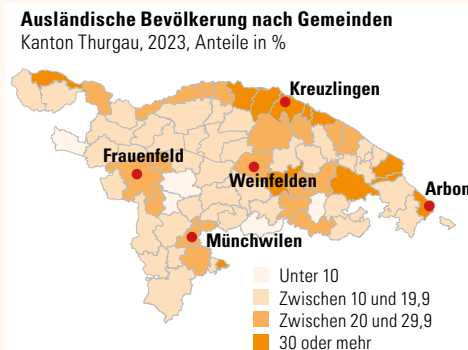 Ausländische Bevölkerung nach Gemeinden
Kanton Thurgau, 2023, Anteile in %
Kreuzlingen
Frauenfeld
Weinfelden
Arbon
Münchwilen
Unter 10
Zwischen 10 und 19,9
Zwischen 20 und 29,9
30 oder mehr